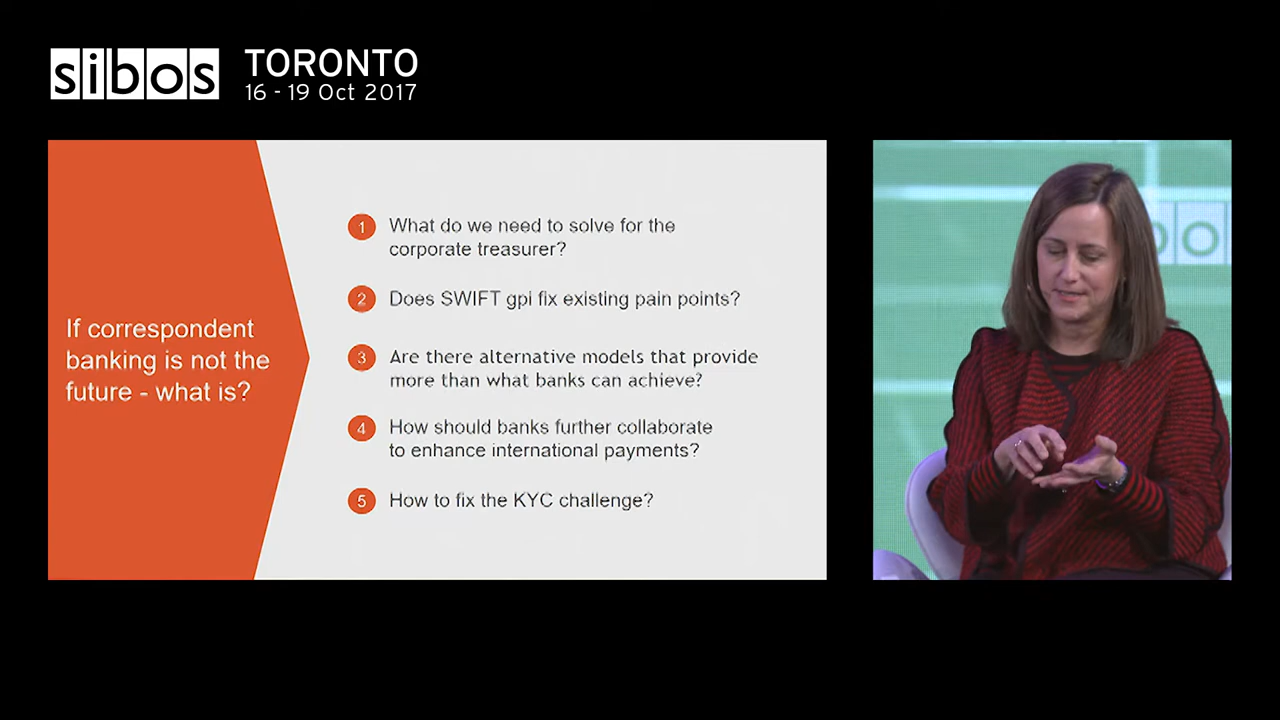 sibos
TORONTO
16 - 19 Oct 2017
If correspondent
banking is not the
future - what is?
1 What do we need to solve for the
corporate treasurer?
2 Does SWIFT gpi fix existing pain points?
3 Are there alternative models that provide
more than what banks can achieve?
4 How should banks further collaborate
to enhance international payments?
5 How to fix the KYC challenge?